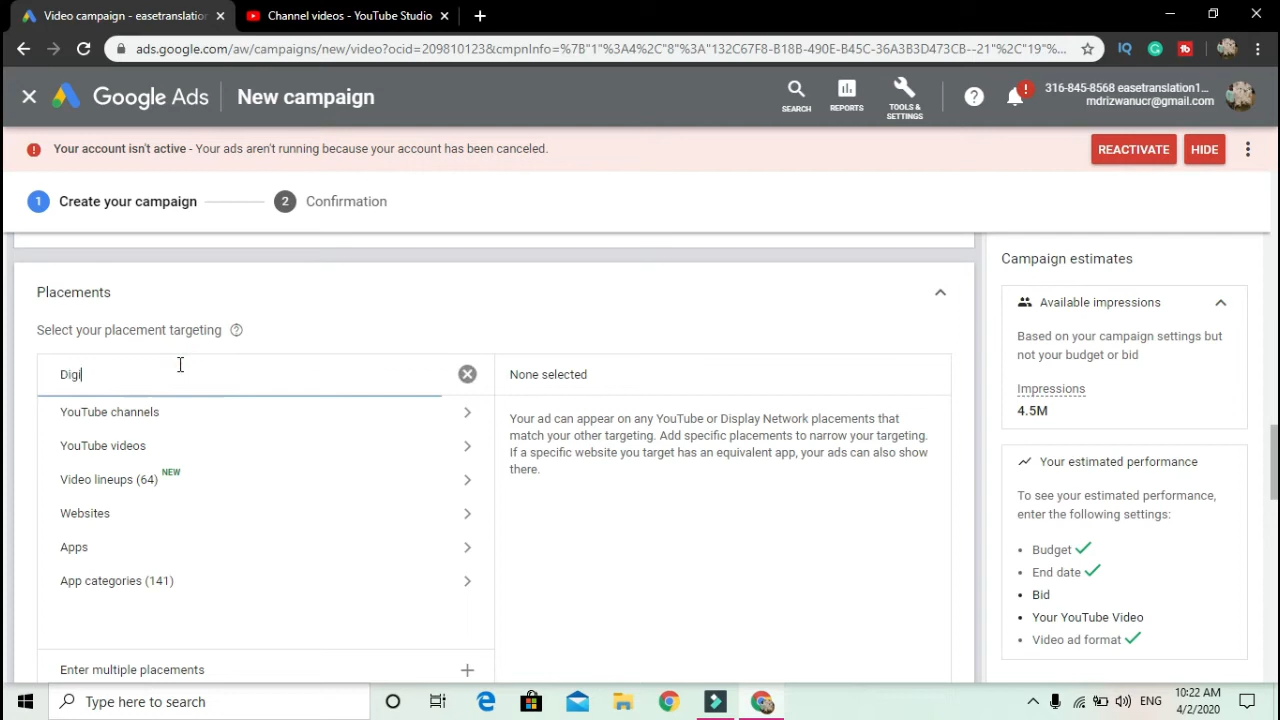 Video campaign - easetranslatio
Channel videos - YouTube Studio
ads.google.com/aw/campaigns/new/video?ocid=209810123&cmpnInfo=%7B"1"%3A4%2C"8"%3A"132C67F8-B18B-490E-B45C-36A3B3D473CB--21"%2C"19"%...
Google Ads
New campaign
SEARCH
REPORTS
TOOLS &
SETTINGS
316-845-8568 easetranslation1...
mdrizwanucr@gmail.com
Your account isn't active - Your ads aren't running because your account has been canceled.
REACTIVATE
HIDE
1 Create your campaign
2 Confirmation
Placements
Select your placement targeting
Digi
YouTube channels
YouTube videos
Video lineups (64) NEW
Websites
Apps
App categories (141)
Enter multiple placements
None selected
Your ad can appear on any YouTube or Display Network placements that
match your other targeting. Add specific placements to narrow your targeting.
If a specific website you target has an equivalent app, your ads can also show
there.
Campaign estimates
Available impressions
Based on your campaign settings but
not your budget or bid
Impressions
4.5M
Your estimated performance
To see your estimated performance,
enter the following settings:
• Budget
• End date
• Bid
• Your YouTube Video
• Video ad format
Type here to search
ENG
10:22 AM
4/2/2020